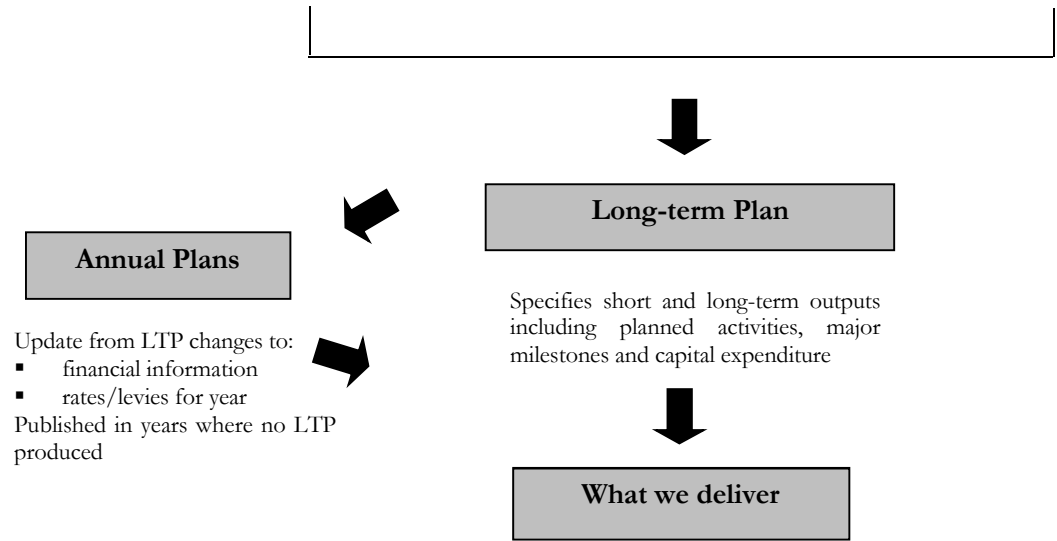 Long-term Plan
Annual Plans
Specifies short and long-term outputs
including planned activities, major
milestones and capital expenditure
Update from LTP changes to:
▪ financial information
▪ rates/levies for year
Published in years where no LTP
produced
What we deliver